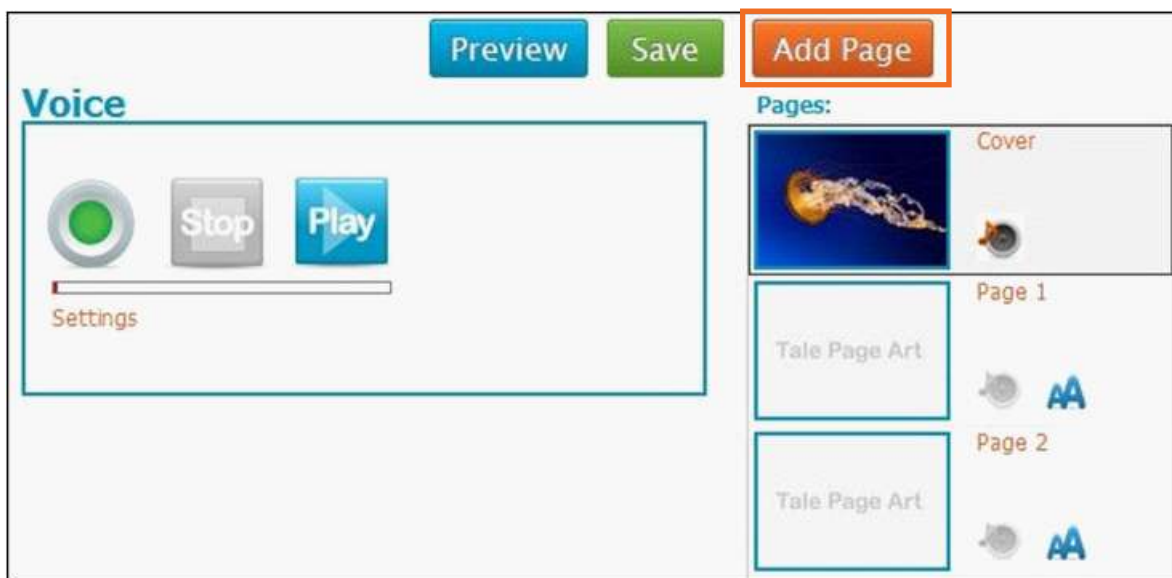 Preview Save Add Page
Voice
Stop Play
Settings
Pages:
Cover
Page 1
Tale Page Art
AA
Page 2
Tale Page Art
AA